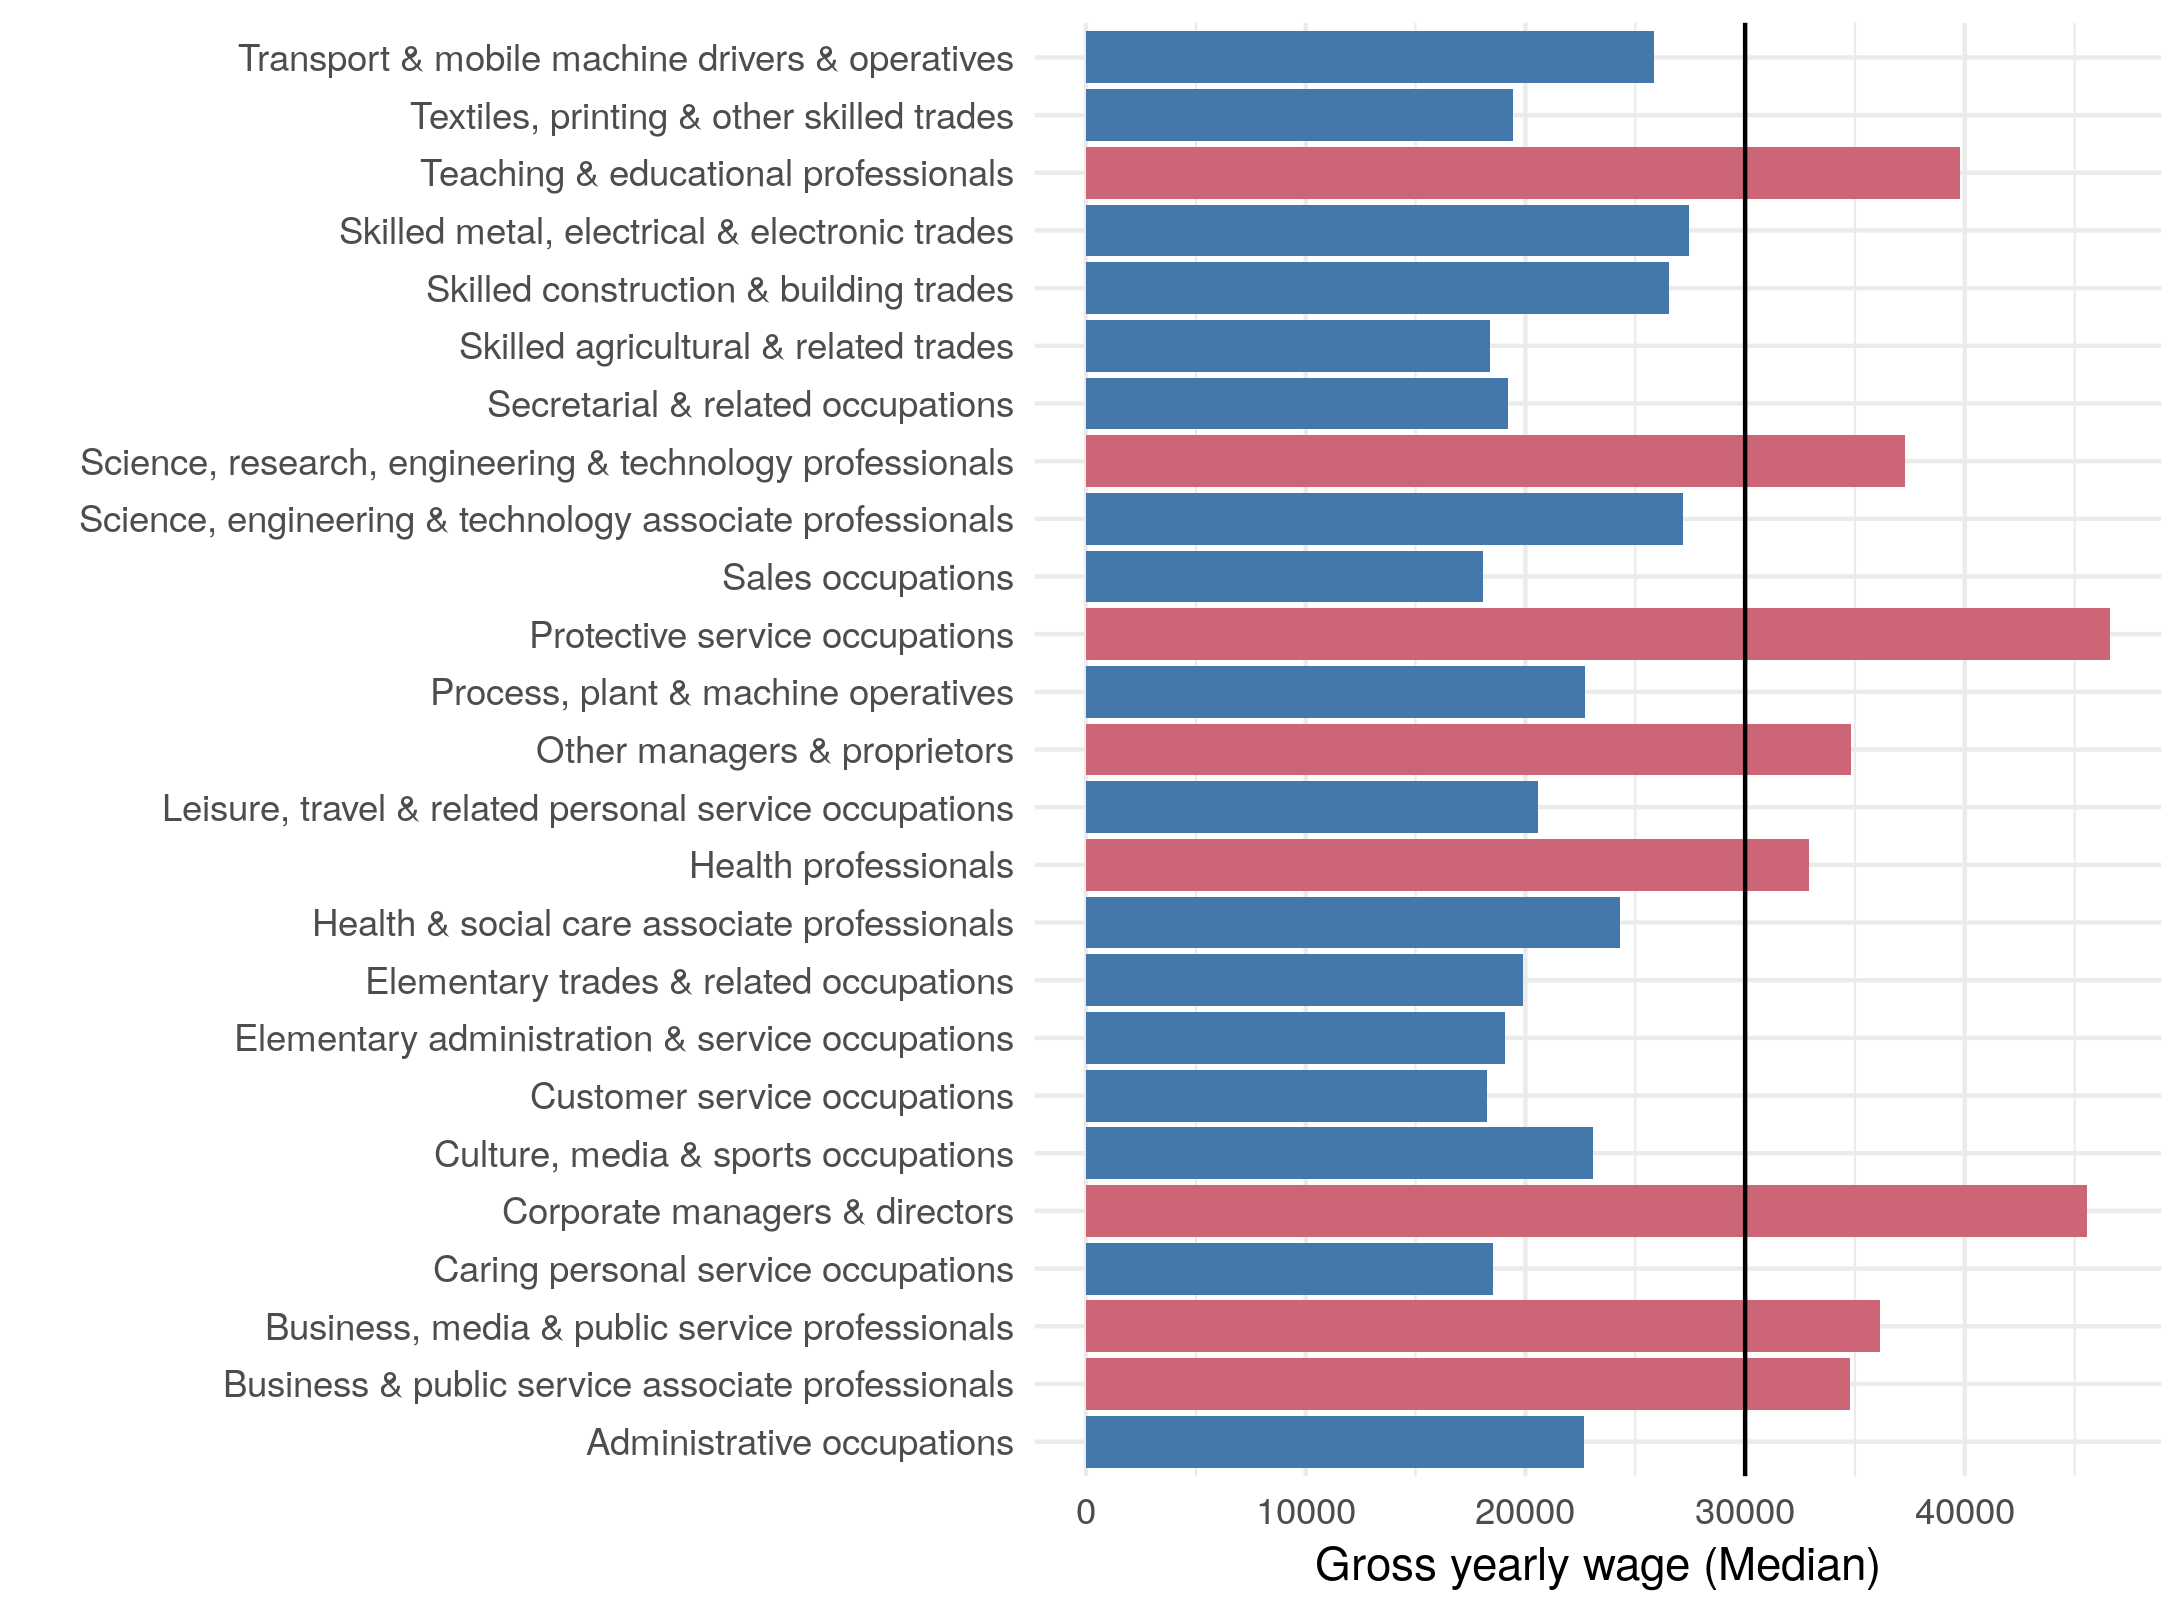 Transport & mobile machine drivers & operatives
Textiles, printing & other skilled trades
Teaching & educational professionals
Skilled metal, electrical & electronic trades
Skilled construction & building trades
Skilled agricultural & related trades
Secretarial & related occupations
Science, research, engineering & technology professionals
Science, engineering & technology associate professionals
Sales occupations
Protective service occupations
Process, plant & machine operatives
Other managers & proprietors
Leisure, travel & related personal service occupations
Health professionals
Health & social care associate professionals
Elementary trades & related occupations
Elementary administration & service occupations
Customer service occupations
Culture, media & sports occupations
Corporate managers & directors
Caring personal service occupations
Business, media & public service professionals
Business & public service associate professionals
Administrative occupations
0 10000 20000 30000 40000
Gross yearly wage (Median)